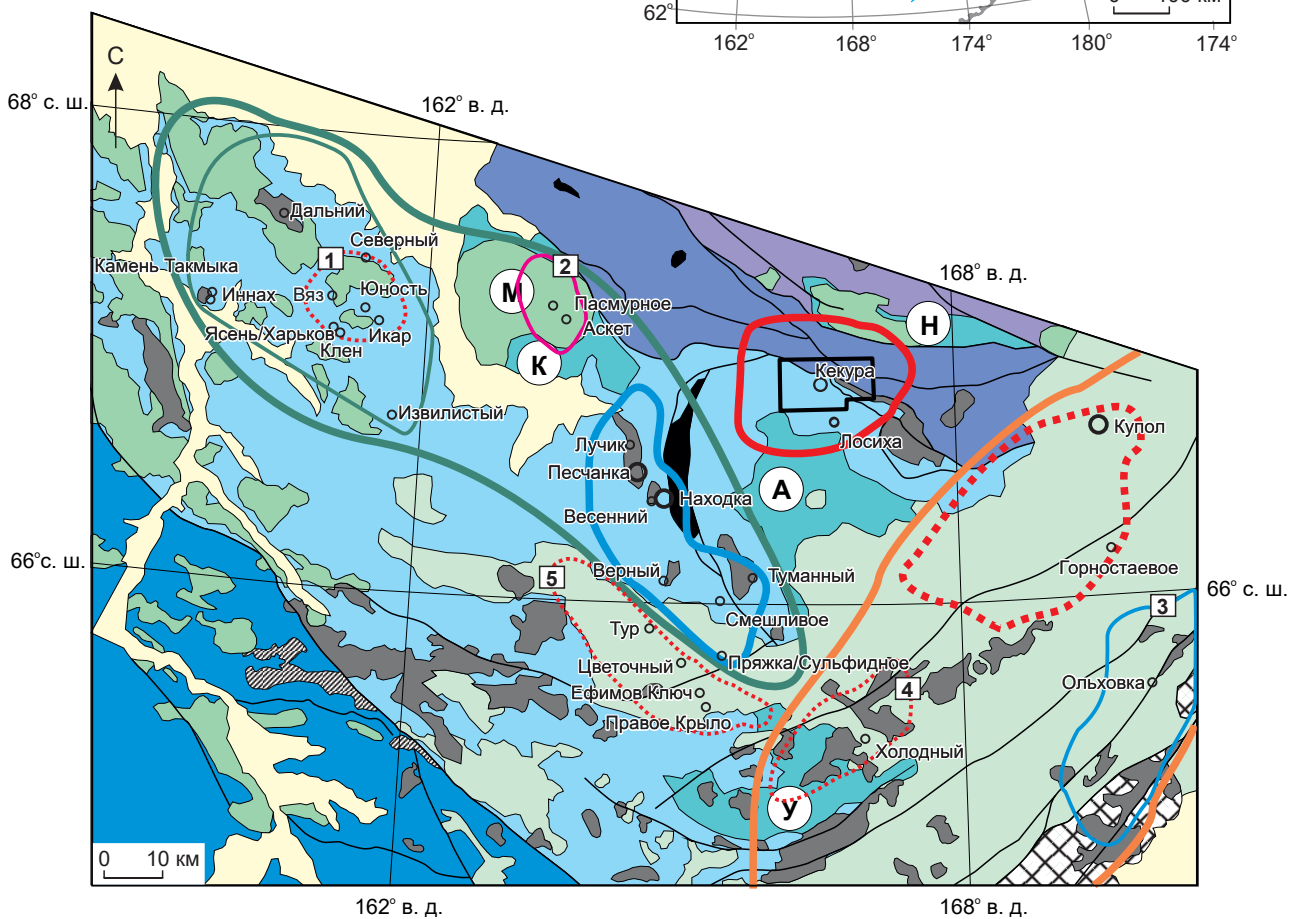 62°
0 100 км
162° 168° 174° 180° 174°
С
68° с. ш.
162° в. д.
168° в. д.
Дальний
Северный
1
2
Камень Такмыка
Иннах
Вяз
Юность
Ясень/Харьков
Икар
Клен
М
Пасмурное
Аскет
К
Н
Кекура
Лосиха
Извилистый
Купол
Лучик
Песчанка
Находка
А
Весенний
66° с. ш.
5
Верный
Туманный
Горностаевое
66° с. ш.
3
Смешливое
Тур
Цветочный
Пряжка/Сульфидное
4
Ольховка
Ефимов Ключ
Правое Крыло
Холодный
У
0 10 км
162° в. д.
168° в. д.